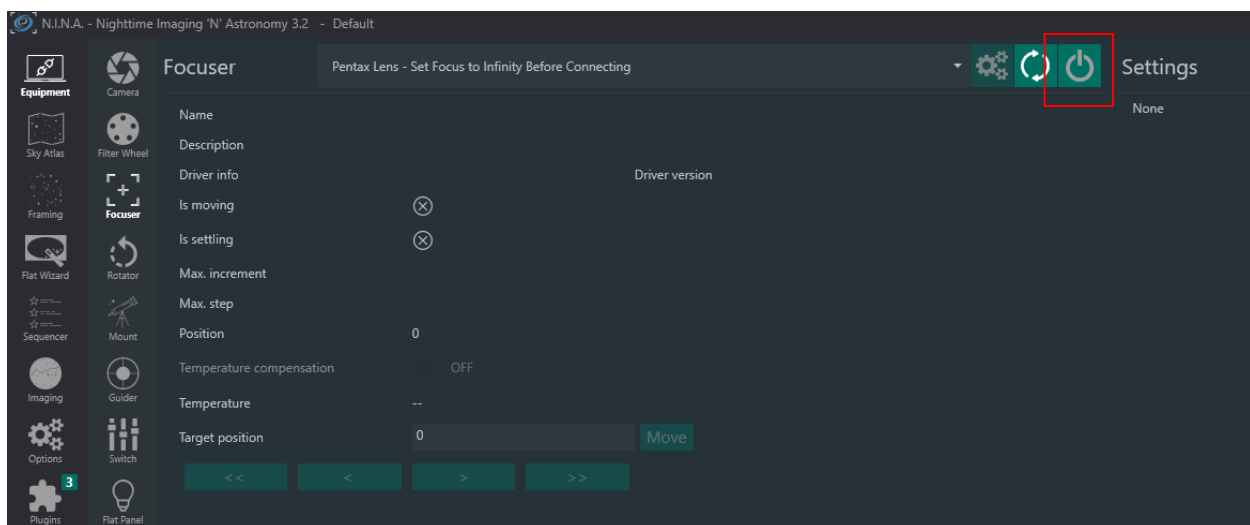 N.I.N.A. - Nighttime Imaging 'N' Astronomy 3.2 - Default
Equipment
Camera
Focuser
Pentax Lens - Set Focus to Infinity Before Connecting
Settings
None
Sky Atlas
Filter Wheel
Framing
Focuser
Flat Wizard
Rotator
Sequencer
Mount
Imaging
Guider
Options
Switch
3
Plugins
Flat Panel
Name
Description
Driver info
Driver version
Is moving
Is settling
Max. increment
Max. step
Position 0
Temperature compensation OFF
Temperature --
Target position 0 Move
<< < > >>